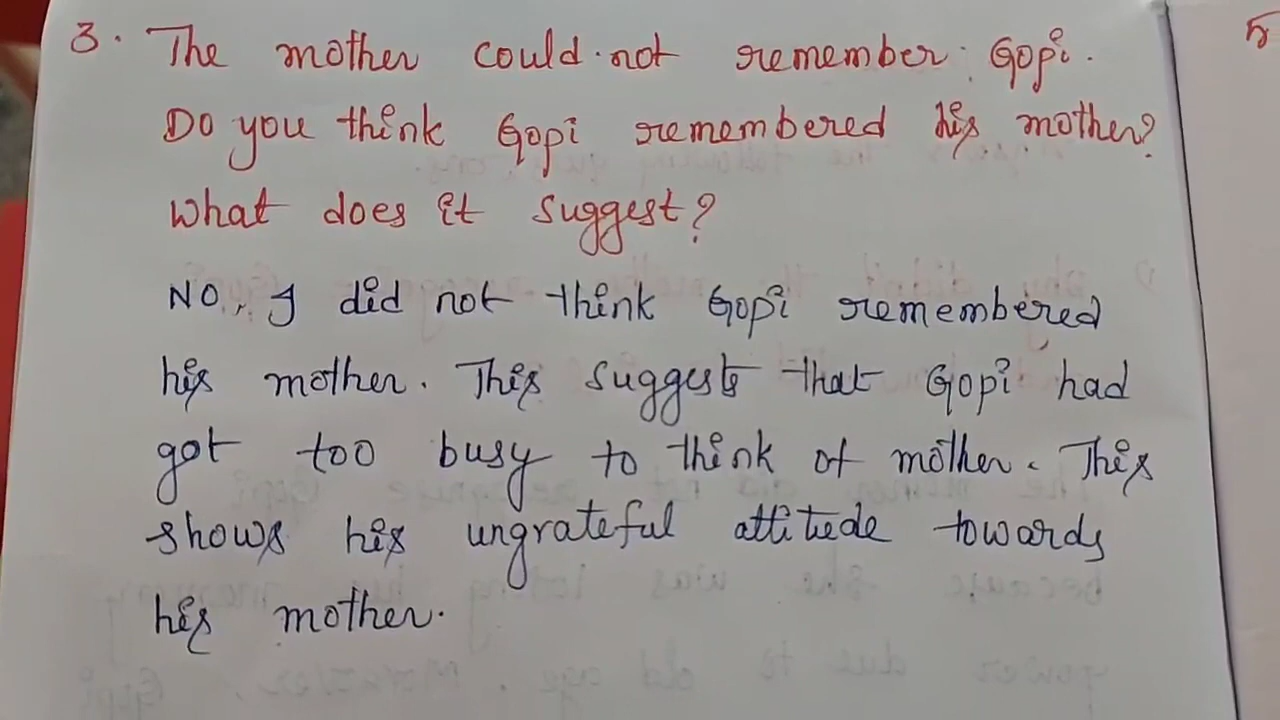 3. The mother could not remember Gopi.
Do you think Gopi remembered his mother?
What does it suggest?
NO, I did not think Gopi remembered
his mother. This suggests that Gopi had
got too busy to think of mother. This
shows his ungrateful attitede towards
his mother.